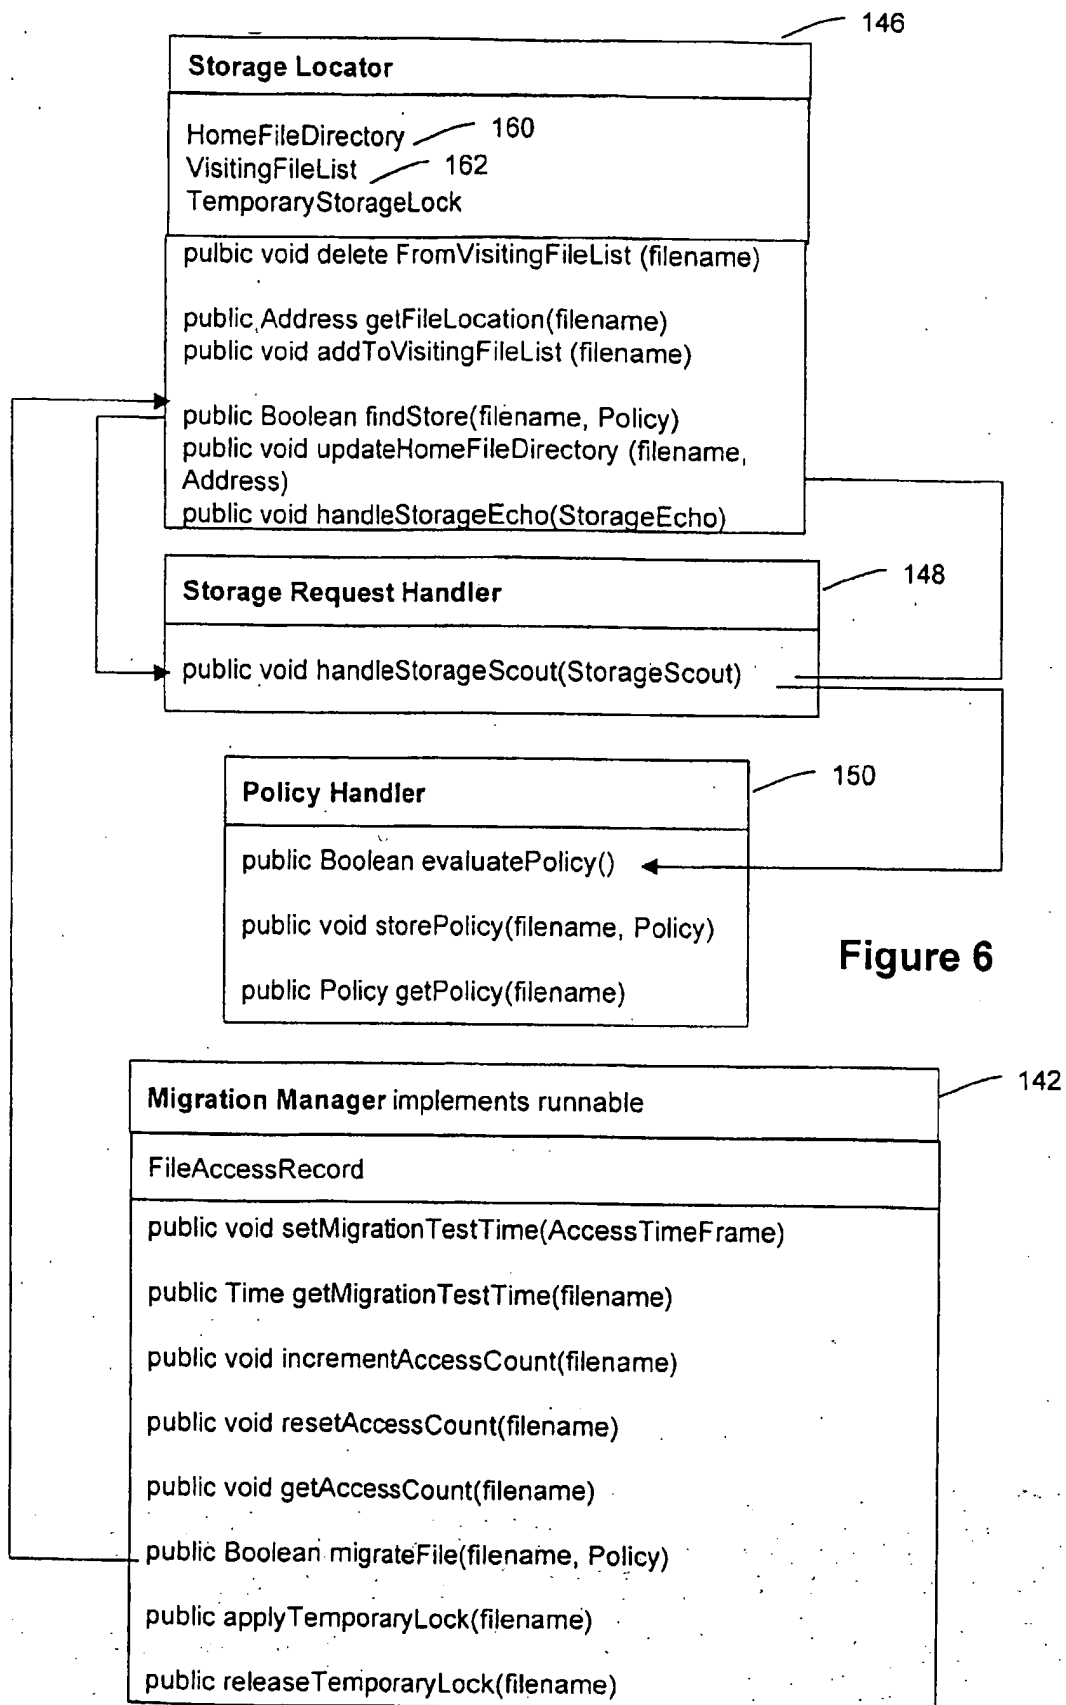 146
Storage Locator
HomeFileDirectory 160
VisitingFileList 162
TemporaryStorageLock
pulbic void delete FromVisitingFileList (filename)
public Address getFileLocation(filename)
public void addToVisitingFileList (filename)
public Boolean findStore(filename, Policy)
public void updateHomeFileDirectory (filename,
Address)
public void handleStorageEcho(StorageEcho)
148
Storage Request Handler
public void handleStorageScout(StorageScout)
150
Policy Handler
public Boolean evaluatePolicy()
public void storePolicy(filename, Policy)
public Policy getPolicy(filename)
Figure 6
142
Migration Manager implements runnable
FileAccessRecord
public void setMigrationTestTime(AccessTimeFrame)
public Time getMigrationTestTime(filename)
public void incrementAccessCount(filename)
public void resetAccessCount(filename)
public void getAccessCount(filename)
public Boolean migrateFile(filename, Policy)
public applyTemporaryLock(filename)
public releaseTemporaryLock(filename)